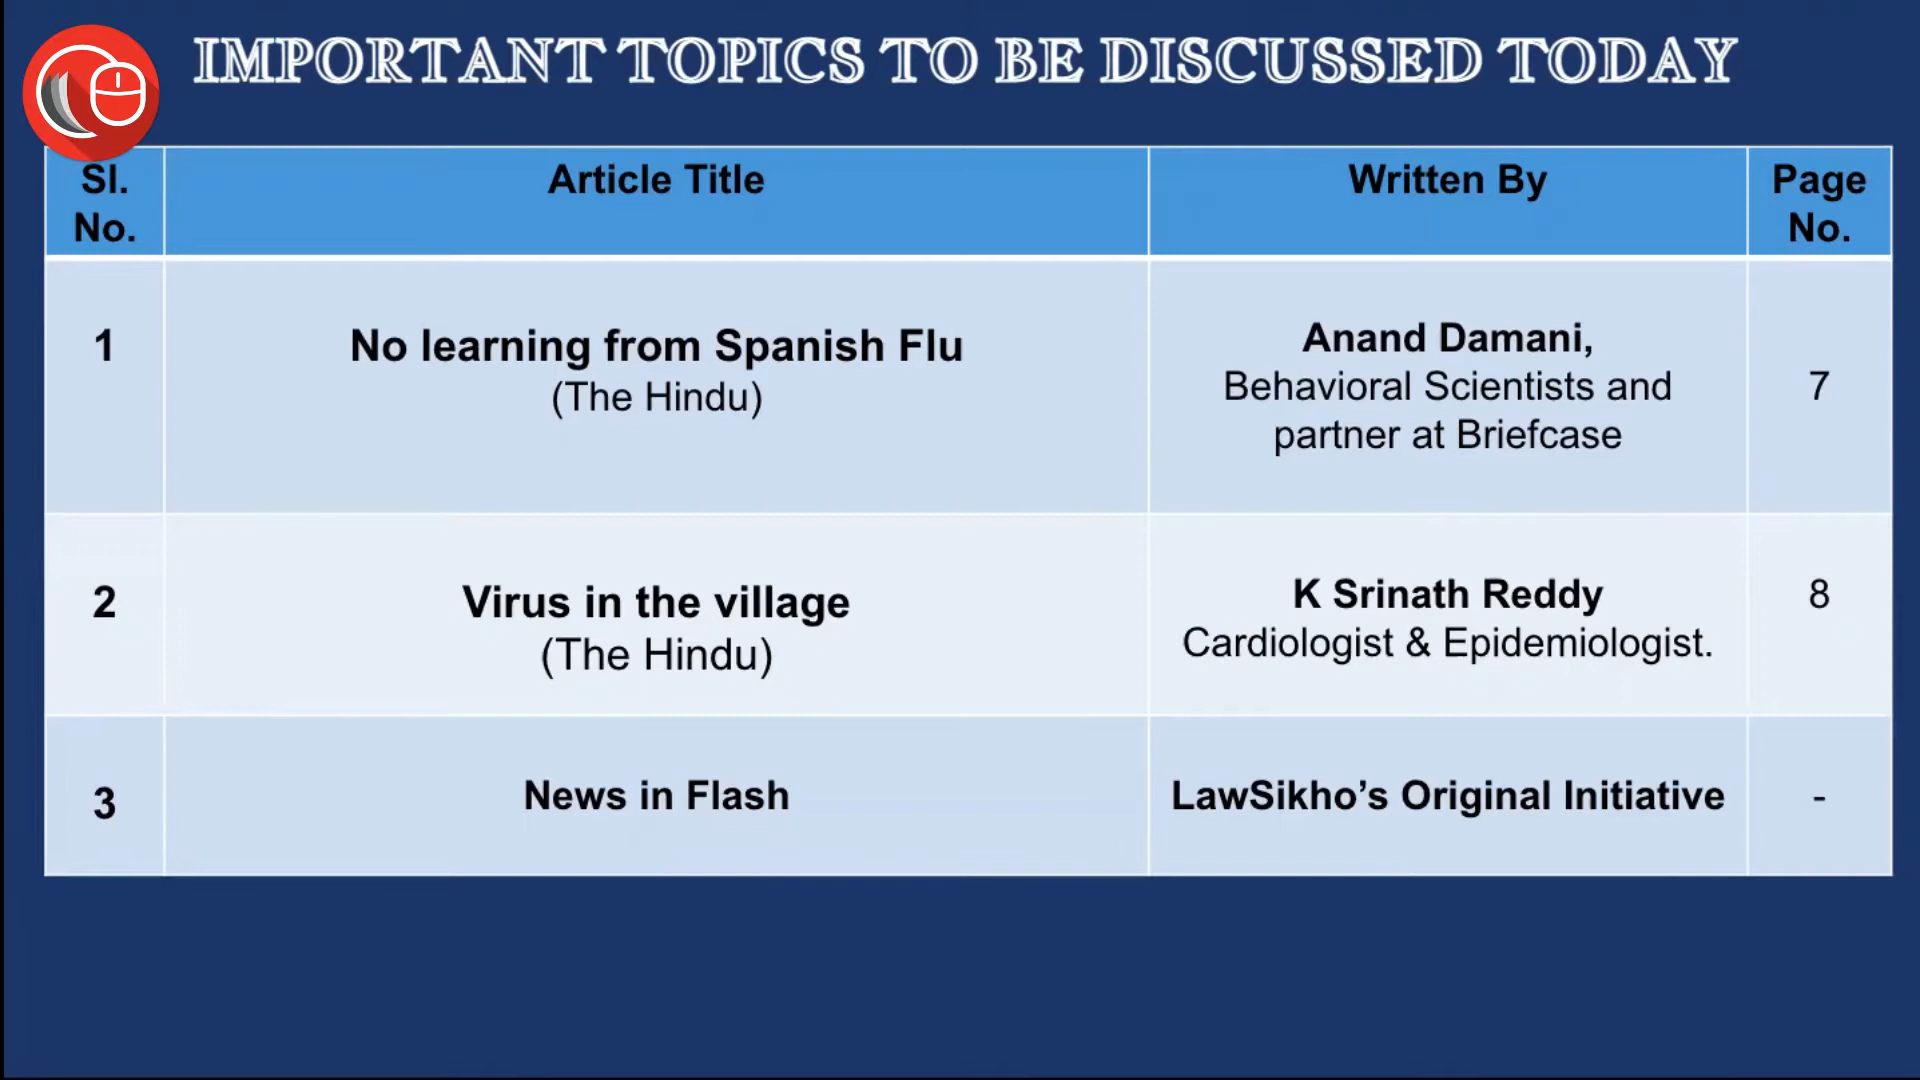 IMPORTANT TOPICS TO BE DISCUSSED TODAY
Sl.
No.
Article Title
Written By
Page
No.
1
No learning from Spanish Flu
(The Hindu)
Anand Damani,
Behavioral Scientists and
partner at Briefcase
7
2
Virus in the village
(The Hindu)
K Srinath Reddy
Cardiologist & Epidemiologist.
8
3
News in Flash
LawSikho’s Original Initiative
-